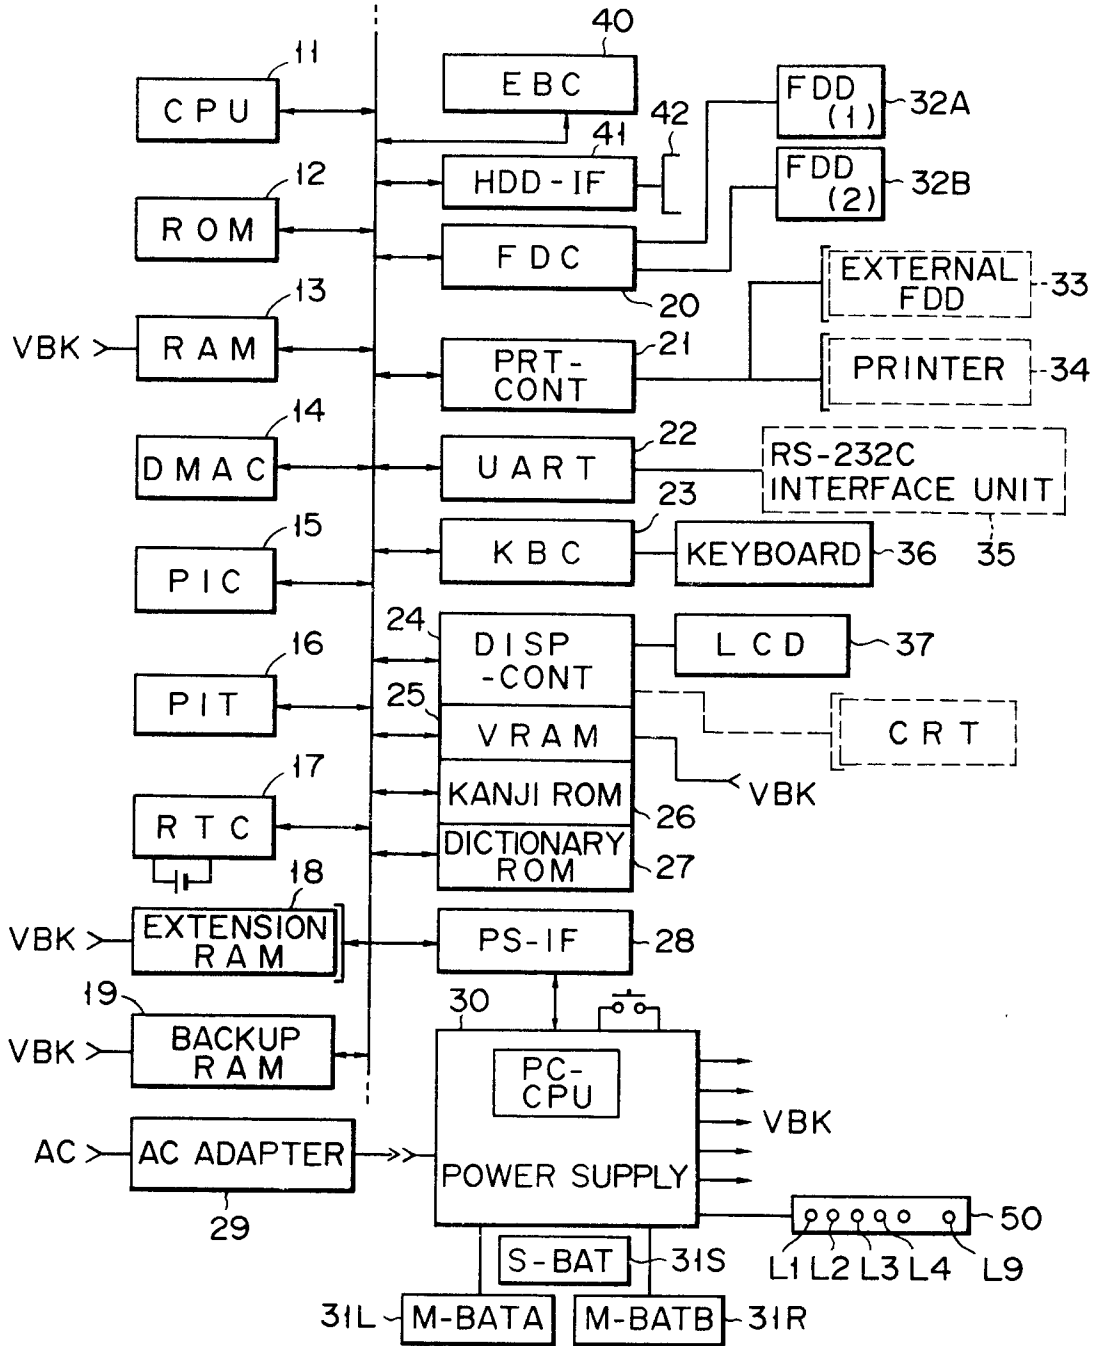 40
EBC
11
CPU
FDD
(1)
32A
41
42
HDD-IF
FDD
(2)
32B
12
ROM
FDC
20
EXTERNAL
FDD
33
13
VBK
RAM
21
PRT-
CONT
PRINTER
34
14
DMAC
22
UART
RS-232C
INTERFACE UNIT
35
15
PIC
23
KBC
KEYBOARD
36
24
DISP
-CONT
LCD
37
16
PIT
25
VRAM
CRT
VBK
17
RTC
KANJI ROM
26
DICTIONARY
ROM
27
18
VBK
EXTENSION
RAM
PS-IF
28
19
VBK
BACKUP
RAM
30
PC-
CPU
VBK
AC
AC ADAPTER
29
POWER SUPPLY
50
L1 L2 L3 L4 L9
S-BAT
31S
31L
M-BATA
M-BATB
31R